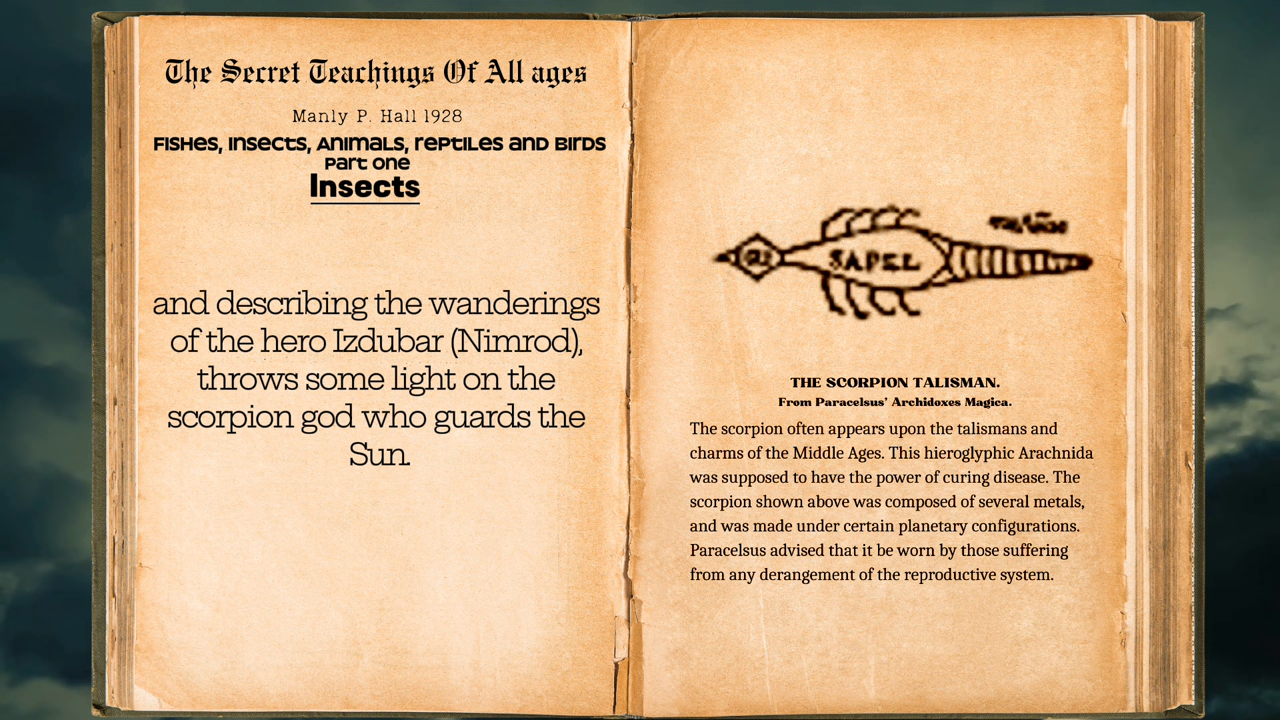 The Secret Teachings Of All ages
Manly P. Hall 1928
Fishes, Insects, Animals, reptiles and Birds
Part one
Insects
and describing the wanderings
of the hero Izdubar (Nimrod),
throws some light on the
scorpion god who guards the
Sun.
SAPEL
THE SCORPION TALISMAN.
From Paracelsus' Archidoxes Magica.
The scorpion often appears upon the talismans and
charms of the Middle Ages. This hieroglyphic Arachnida
was supposed to have the power of curing disease. The
scorpion shown above was composed of several metals,
and was made under certain planetary configurations.
Paracelsus advised that it be worn by those suffering
from any derangement of the reproductive system.